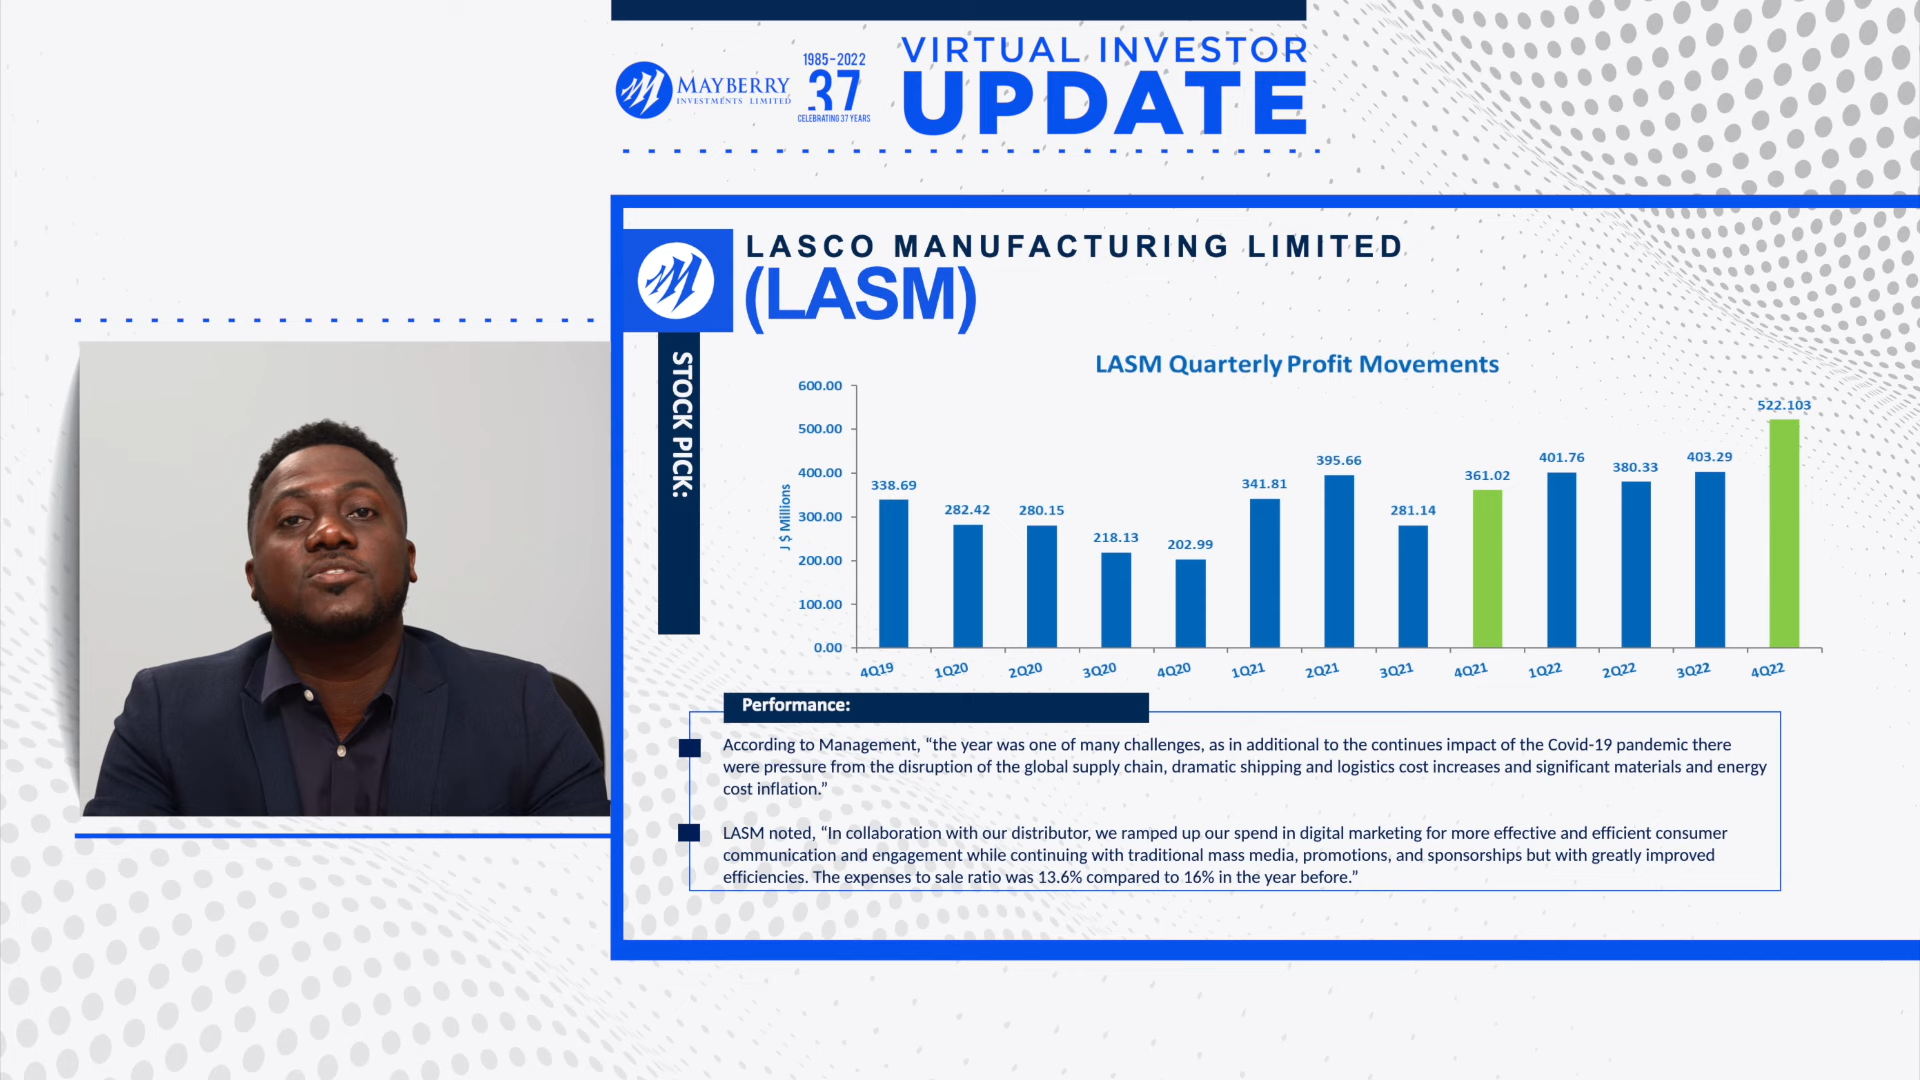 MAYBERRY
INVESTMENTS LIMITED
1985-2022
37
CELEBRATING 37 YEARS
VIRTUAL INVESTOR
UPDATE
LASCO MANUFACTURING LIMITED
(LASM)
STOCK PICK:
LASM Quarterly Profit Movements
J $ Millions
600.00
500.00
400.00
300.00
200.00
100.00
0.00
338.69
282.42
280.15
218.13
202.99
341.81
395.66
281.14
361.02
401.76
380.33
403.29
522.103
4Q19
1Q20
2Q20
3Q20
4Q20
1Q21
2Q21
3Q21
4Q21
1Q22
2Q22
3Q22
4Q22
Performance:
According to Management, “the year was one of many challenges, as in additional to the continues impact of the Covid-19 pandemic there
were pressure from the disruption of the global supply chain, dramatic shipping and logistics cost increases and significant materials and energy
cost inflation.”
LASM noted, “In collaboration with our distributor, we ramped up our spend in digital marketing for more effective and efficient consumer
communication and engagement while continuing with traditional mass media, promotions, and sponsorships but with greatly improved
efficiencies. The expenses to sale ratio was 13.6% compared to 16% in the year before.”